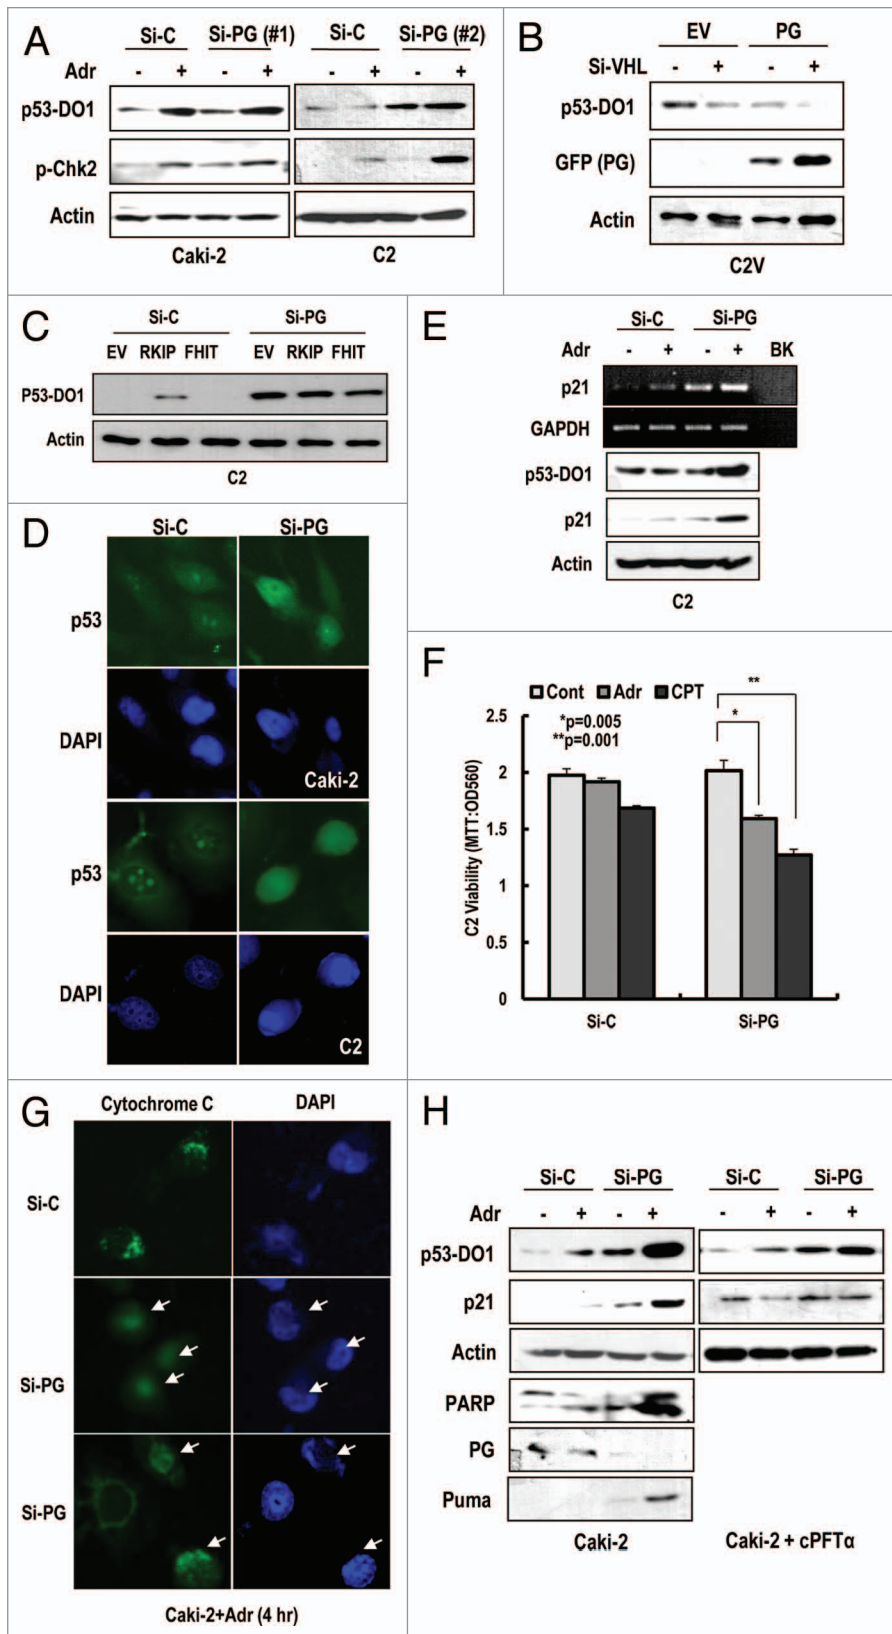 A
Si-C Si-PG (#1) Si-C Si-PG (#2)
Adr - + - + - + - +
p53-DO1
p-Chk2
Actin
Caki-2 C2
B
EV PG
Si-VHL - + - +
p53-DO1
GFP (PG)
Actin
C2V
C
Si-C Si-PG
EV RKIP FHIT EV RKIP FHIT
P53-DO1
Actin
C2
D
Si-C Si-PG
p53
DAPI
Caki-2
p53
DAPI
C2
E
Si-C Si-PG
Adr - + - + BK
p21
GAPDH
p53-DO1
p21
Actin
C2
F
Cont Adr CPT
*p=0.005
**p=0.001
**
*
C2 Viability (MTT:OD560)
2.5
2
1.5
1
0.5
0
Si-C Si-PG
G
Cytochrome C DAPI
Si-C
Si-PG
Si-PG
Caki-2+Adr (4 hr)
H
Si-C Si-PG Si-C Si-PG
Adr - + - + - + - +
p53-DO1
p21
Actin
PARP
PG
Puma
Caki-2 Caki-2 + cPFTα